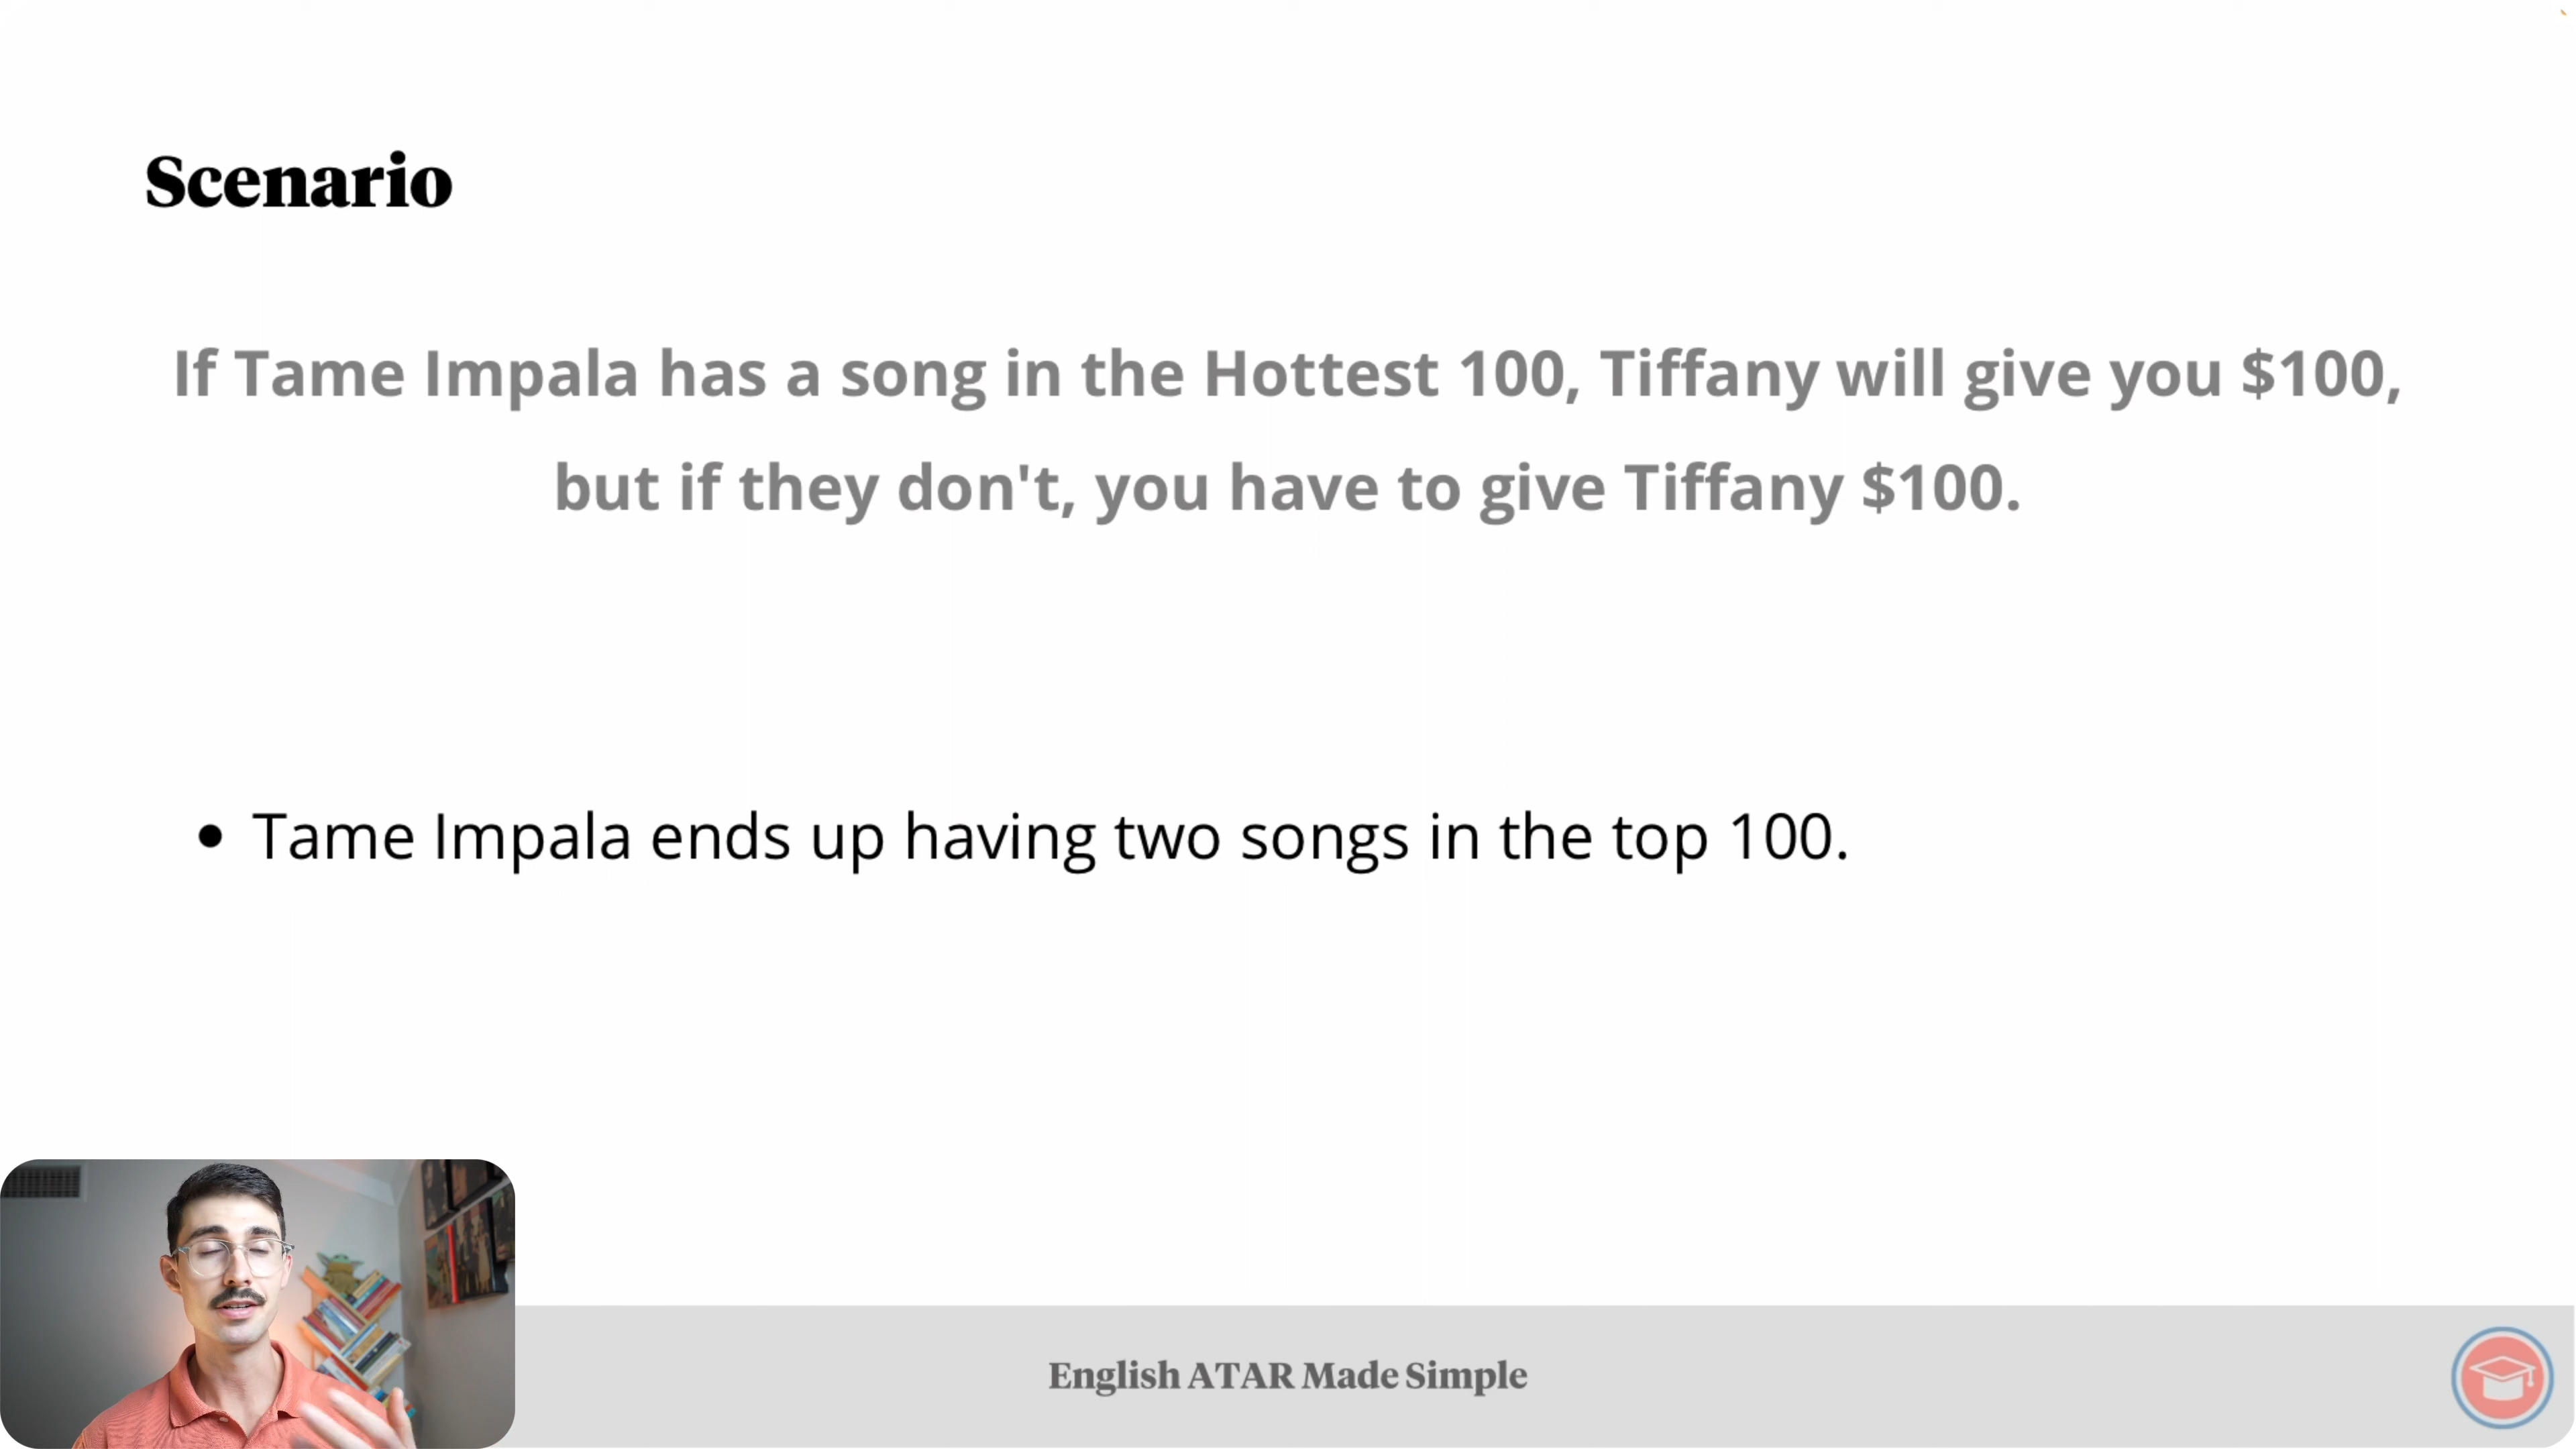 Scenario
If Tame Impala has a song in the Hottest 100, Tiffany will give you $100,
but if they don't, you have to give Tiffany $100.
• Tame Impala ends up having two songs in the top 100.
English ATAR Made Simple